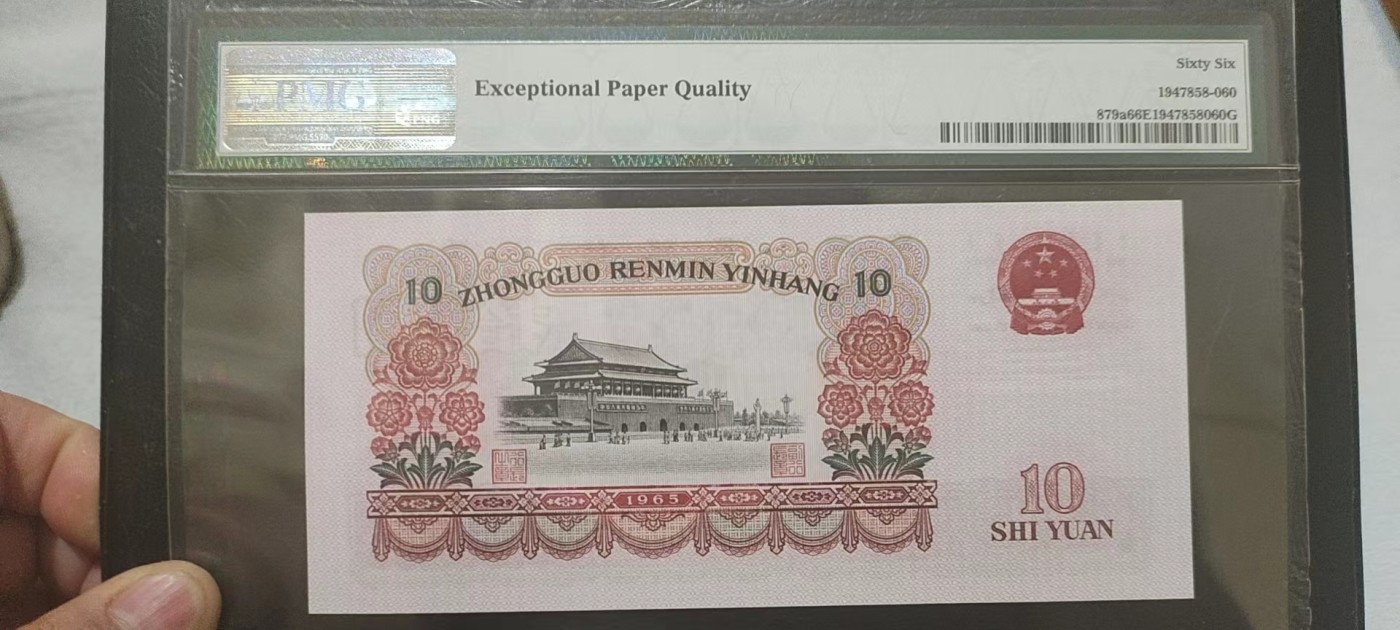 PMG
Exceptional Paper Quality
Sixty Six
1947858-060
879a66E1947858060G
10 ZHONGGUO RENMIN YINHANG 10
1965
10
SHI YUAN